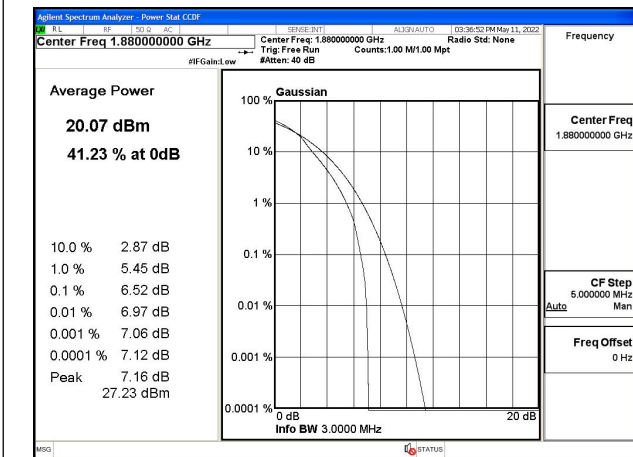 Agilent Spectrum Analyzer - Power Stat CCDF
RL RF 50 Ω AC SENSE:INT ALIGN AUTO 03:36:52 PM May 11, 2022
Center Freq 1.880000000 GHz
Center Freq: 1.880000000 GHz Radio Std: None
Trig: Free Run Counts:1.00 M/1.00 Mpt
#IFGain:Low #Atten: 40 dB
Frequency
Average Power
20.07 dBm
41.23 % at 0dB
10.0 % 2.87 dB
1.0 % 5.45 dB
0.1 % 6.52 dB
0.01 % 6.97 dB
0.001 % 7.06 dB
0.0001 % 7.12 dB
Peak 7.16 dB
27.23 dBm
Gaussian
100 %
10 %
1 %
0.1 %
0.01 %
0.001 %
0.0001 %
0 dB 20 dB
Info BW 3.0000 MHz
Center Freq
1.880000000 GHz
CF Step
5.000000 MHz
Auto Man
Freq Offset
0 Hz
MSG STATUS